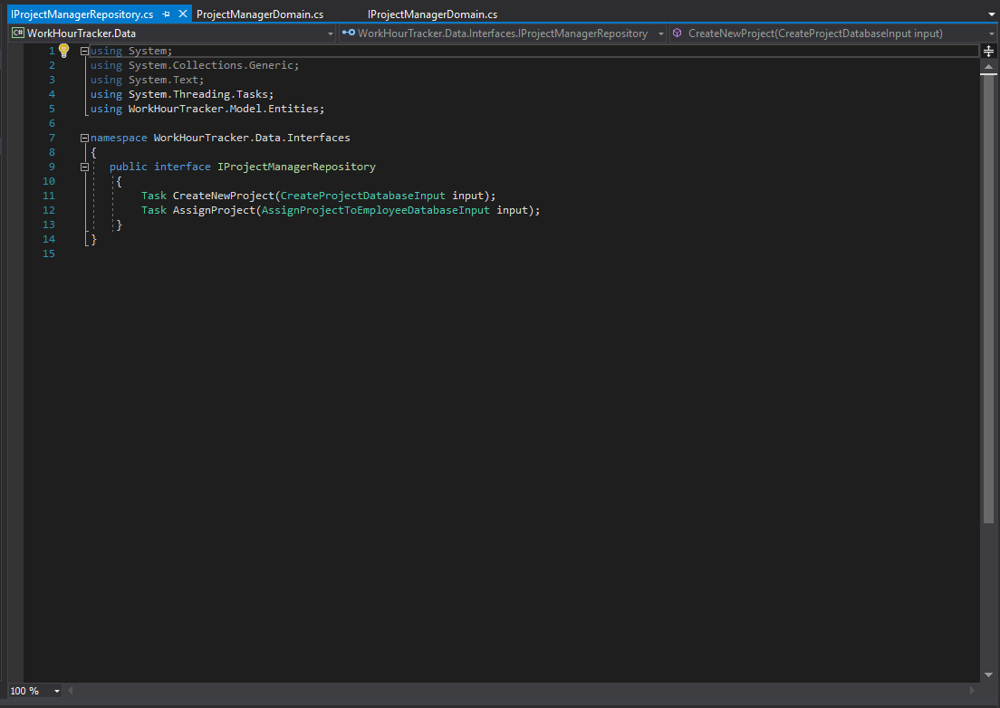 IProjectManagerRepository.cs ProjectManagerDomain.cs IProjectManagerDomain.cs
C# WorkHourTracker.Data WorkHourTracker.Data.Interfaces.IProjectManagerRepository CreateNewProject(CreateProjectDatabaseInput input)
1 using System;
2 using System.Collections.Generic;
3 using System.Text;
4 using System.Threading.Tasks;
5 using WorkHourTracker.Model.Entities;
6
7 namespace WorkHourTracker.Data.Interfaces
8 {
9 public interface IProjectManagerRepository
10 {
11 Task CreateNewProject(CreateProjectDatabaseInput input);
12 Task AssignProject(AssignProjectToEmployeeDatabaseInput input);
13 }
14 }
15
100 %